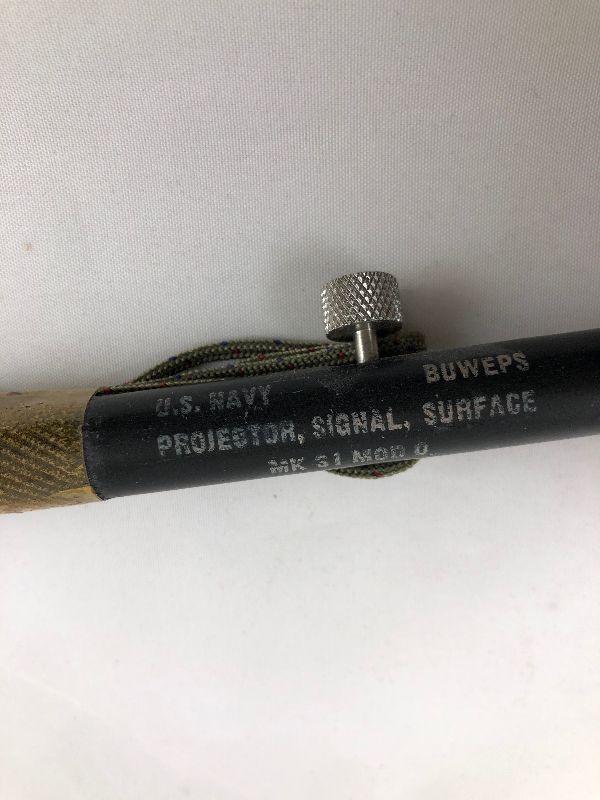 U.S. NAVY BUWEPS
PROJECTOR, SIGNAL, SURFACE
MK 31 MOD 0